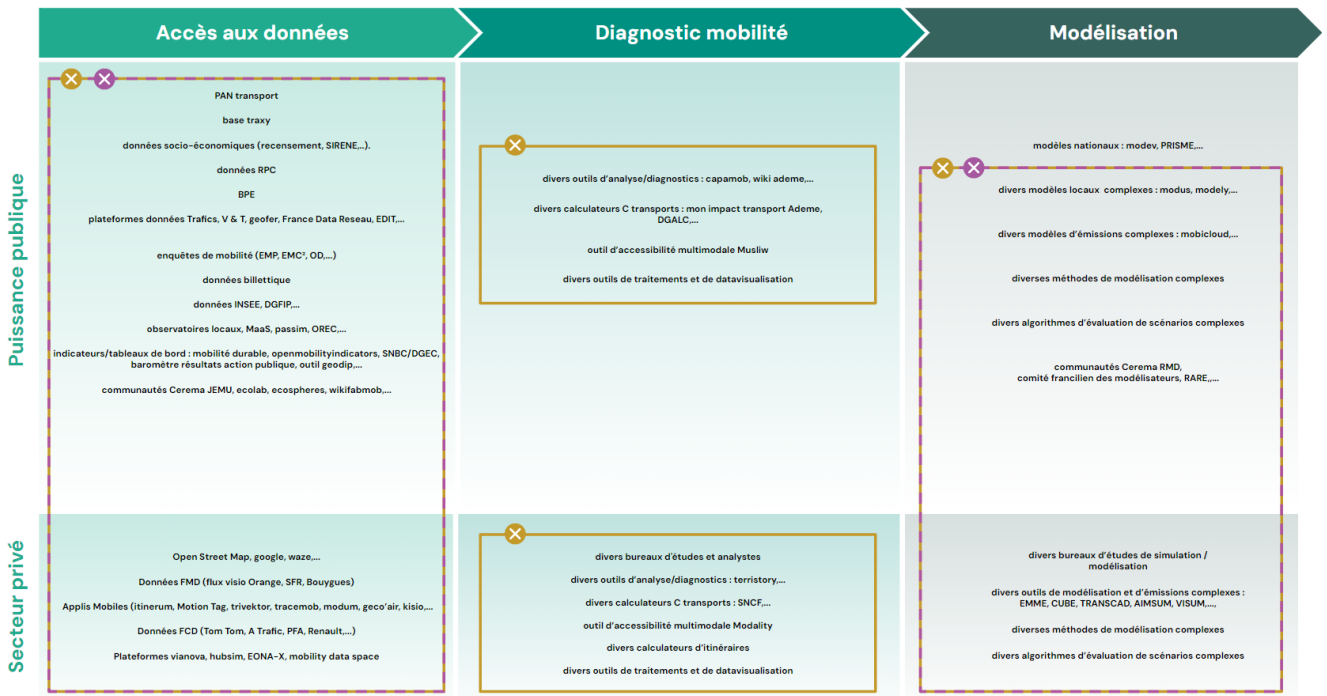 Accès aux données
Diagnostic mobilité
Modélisation
Puissance publique
PAN transport
base traxy
données socio-économiques (recensement, SIRENE,..).
données RPC
BPE
plateformes données Trafics, V & T, geofer, France Data Reseau, EDIT,...
enquêtes de mobilité (EMP, EMC², OD,...)
données billettique
données INSEE, DGFIP,...
observatoires locaux, MaaS, passim, OREC,...
indicateurs/tableaux de bord : mobilité durable, openmobilityindicators, SNBC/DGEC,
baromètre résultats action publique, outil geodip,...
communautés Cerema JEMU, ecolab, ecospheres, wikifabmob,...
divers outils d'analyse/diagnostics : capamob, wiki ademe,...
divers calculateurs C transports : mon impact transport Ademe,
DGALC,...
outil d'accessibilité multimodale Musliw
divers outils de traitements et de datavisualisation
modèles nationaux : modev, PRISME,...
divers modèles locaux complexes : modus, modely,...
divers modèles d'émissions complexes : mobicloud,...
diverses méthodes de modélisation complexes
divers algorithmes d'évaluation de scénarios complexes
communautés Cerema RMD,
comité francilien des modélisateurs, RARE,,...
Secteur privé
Open Street Map, google, waze,...
Données FMD (flux visio Orange, SFR, Bouygues)
Applis Mobiles (itinerum, Motion Tag, trivektor, tracemob, modum, geco'air, kisio,...
Données FCD (Tom Tom, A Trafic, PFA, Renault,...)
Plateformes vianova, hubsim, EONA-X, mobility data space
divers bureaux d'études et analystes
divers outils d'analyse/diagnostics : territory,...
divers calculateurs C transports : SNCF,...
outil d'accessibilité multimodale Modality
divers calculateurs d'itinéraires
divers outils de traitements et de datavisualisation
divers bureaux d'études de simulation /
modélisation
divers outils de modélisation et d'émissions complexes :
EMME, CUBE, TRANSCAD, AIMSUM, VISUM,...,
diverses méthodes de modélisation complexes
divers algorithmes d'évaluation de scénarios complexes